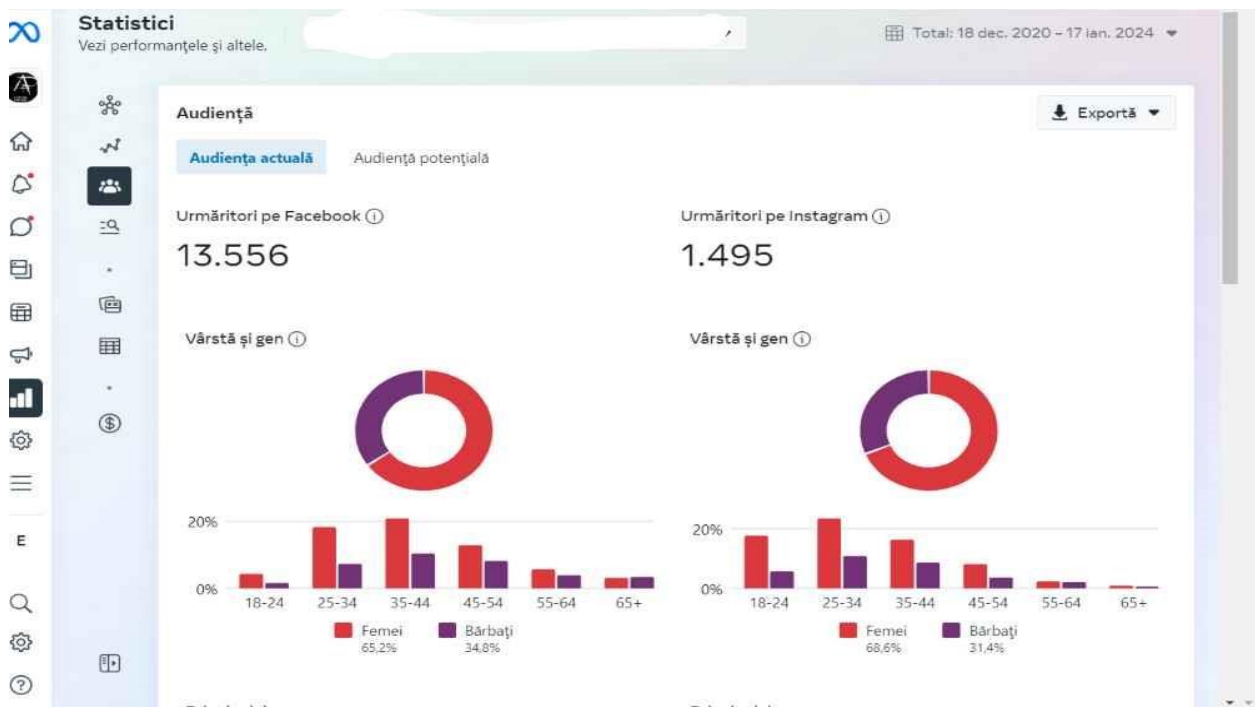 Statistici
Vezi performanțele și altele.
Total: 18 dec. 2020 – 17 ian. 2024
Audiență
Exportă
Audiența actuală
Audiență potențială
Urmăritori pe Facebook
13.556
Urmăritori pe Instagram
1.495
Vârstă și gen
20%
0%
18-24 25-34 35-44 45-54 55-64 65+
Femei Bărbați
65,2% 34,8%
Vârstă și gen
20%
0%
18-24 25-34 35-44 45-54 55-64 65+
Femei Bărbați
68,6% 31,4%
E